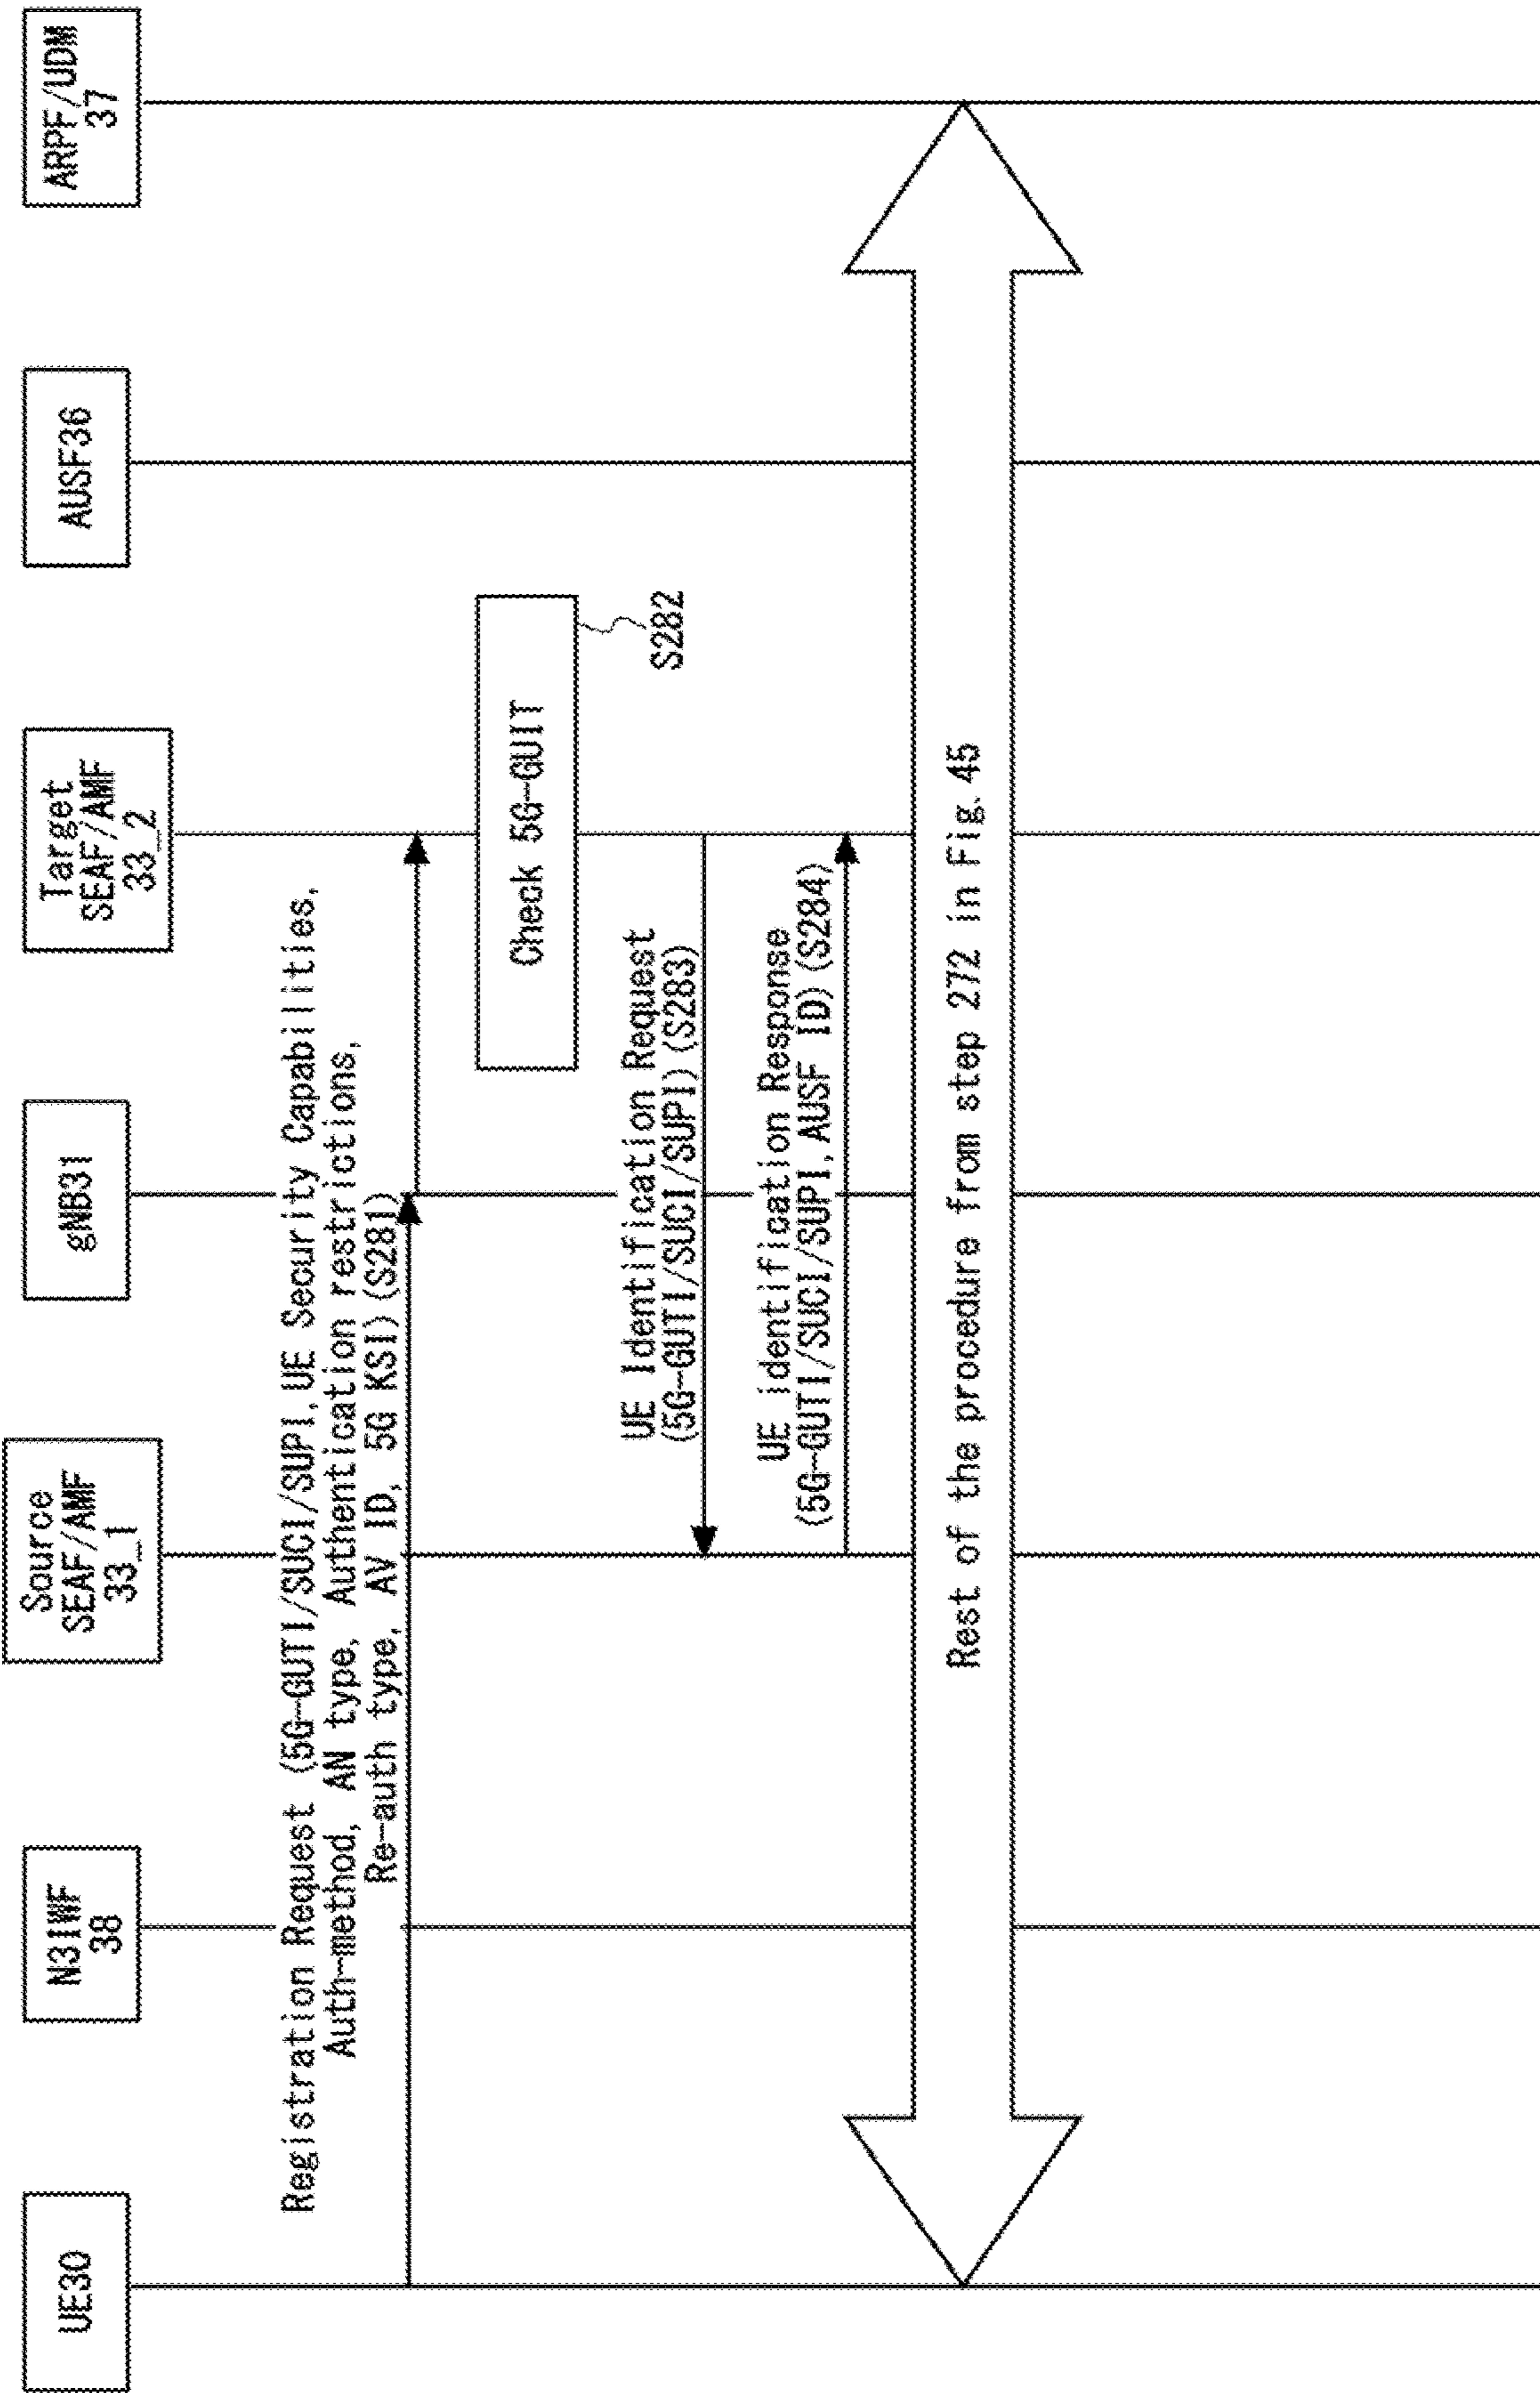 UE30
N3IWF
38
Source
SEAF/AMF
33_1
gNB31
Target
SEAF/AMF
33_2
AUSF36
ARPF/UDM
37
Registration Request (5G-GUTI/SUCI/SUPI, UE Security Capabilities,
Auth-method, AN type, Authentication restrictions,
Re-auth type, AV ID, 5G KSI) (S281)
Check 5G-GUIT
S282
UE Identification Request
(5G-GUTI/SUCI/SUPI) (S283)
UE identification Response
(5G-GUTI/SUCI/SUPI, AUSF ID) (S284)
Rest of the procedure from step 272 in Fig. 45